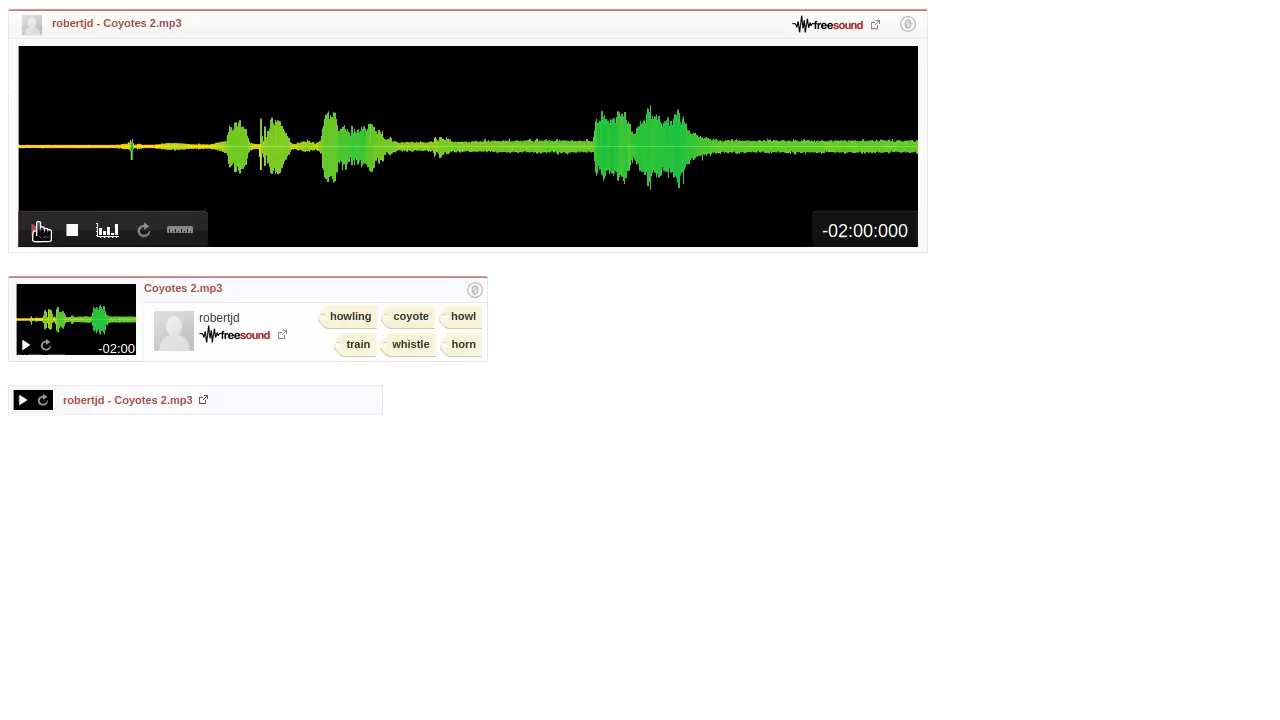 robertjd - Coyotes 2.mp3
freesound
0
-02:00:000
Coyotes 2.mp3
0
robertjd
freesound
howling coyote howl
train whistle horn
-02:00
robertjd - Coyotes 2.mp3